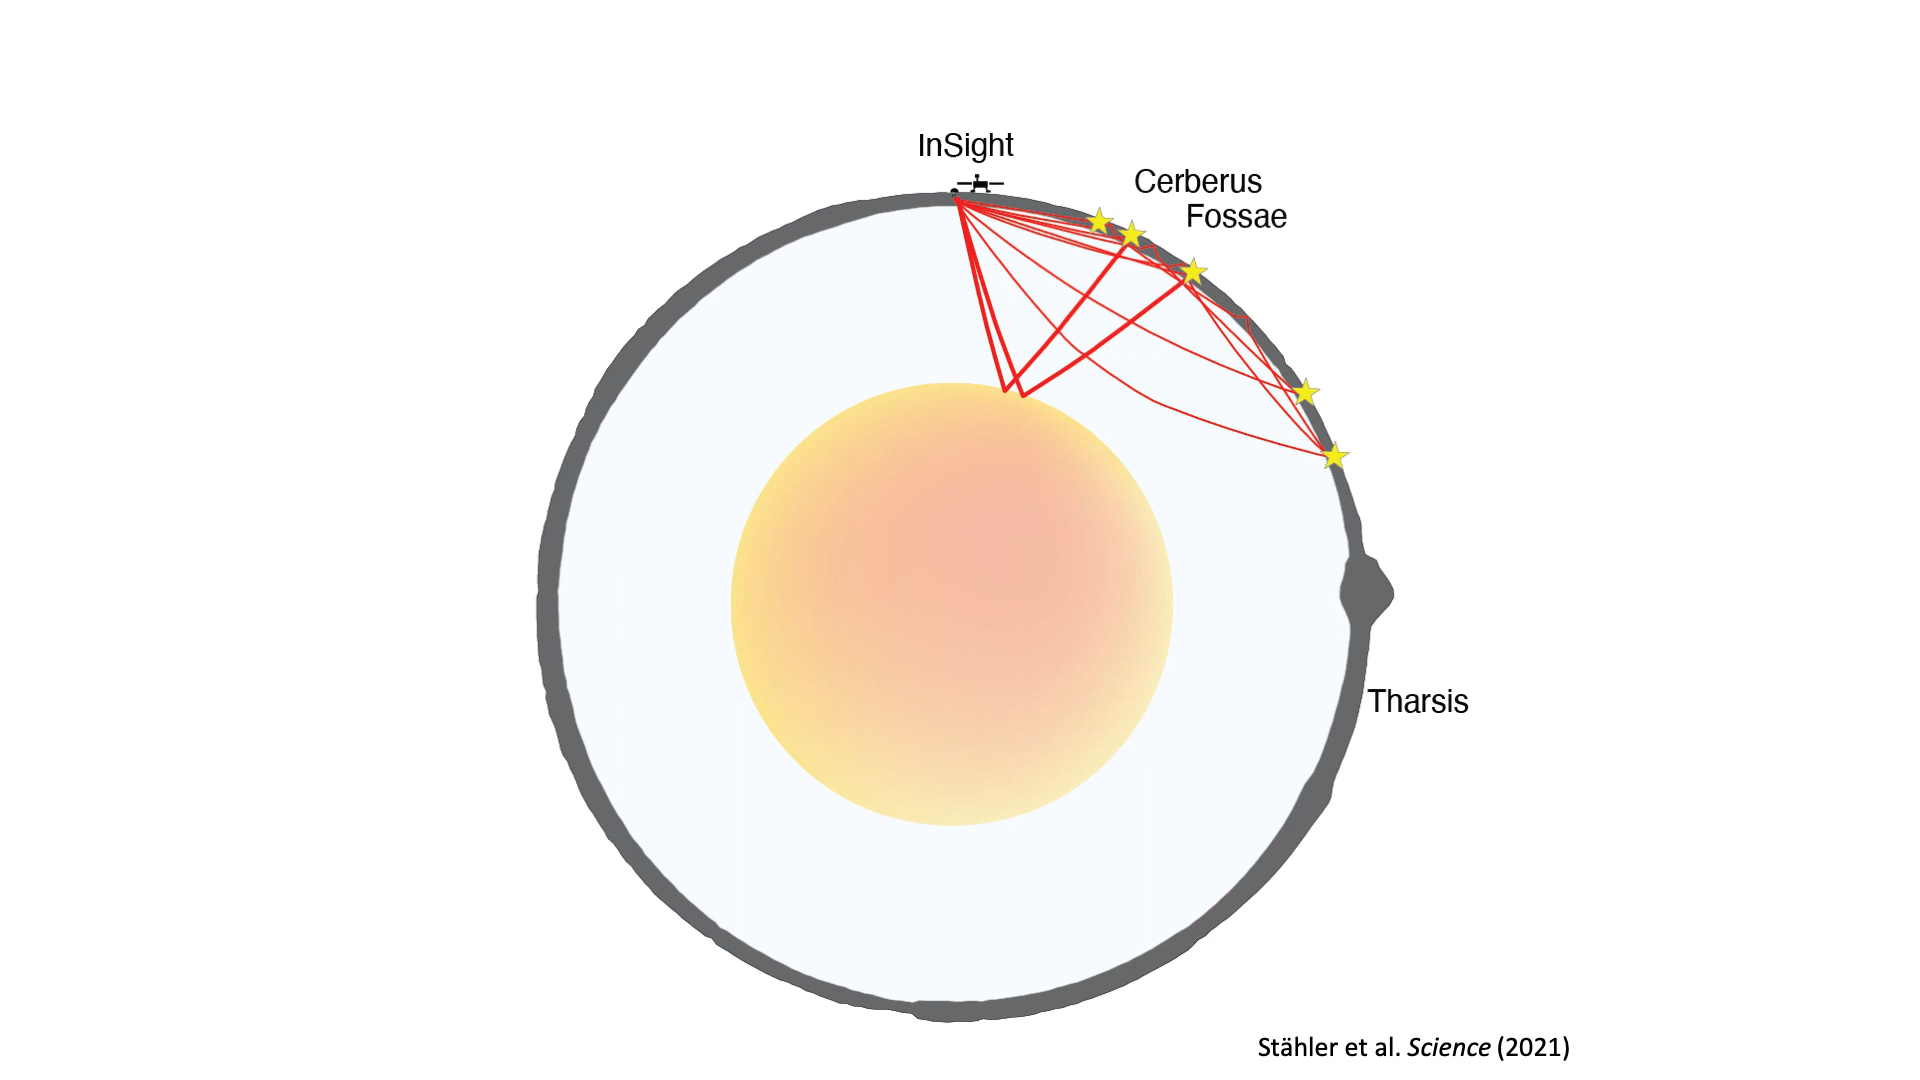 InSight
Cerberus
Fossae
Tharsis
Stähler et al. Science (2021)